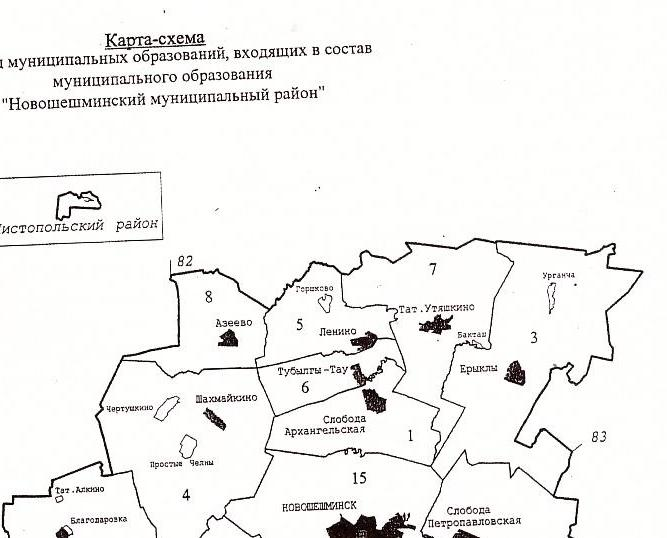 Карта-схема
муниципальных образований, входящих в состав
муниципального образования
"Новошешминский муниципальный район"
район
82
7
Урганча
8
Горшково
Тат.Утяшкино
Азеево
5
Ленино
Бакташ
3
Тубылгы-Тау
Ерыклы
6
Чертушкино
Шахмайкино
Слобода
Архангельская
1
83
Простые Челны
15
4
Тат.Алкино
НОВОШЕШМИНСК
Слобода
Петропавловская
Благодаровка